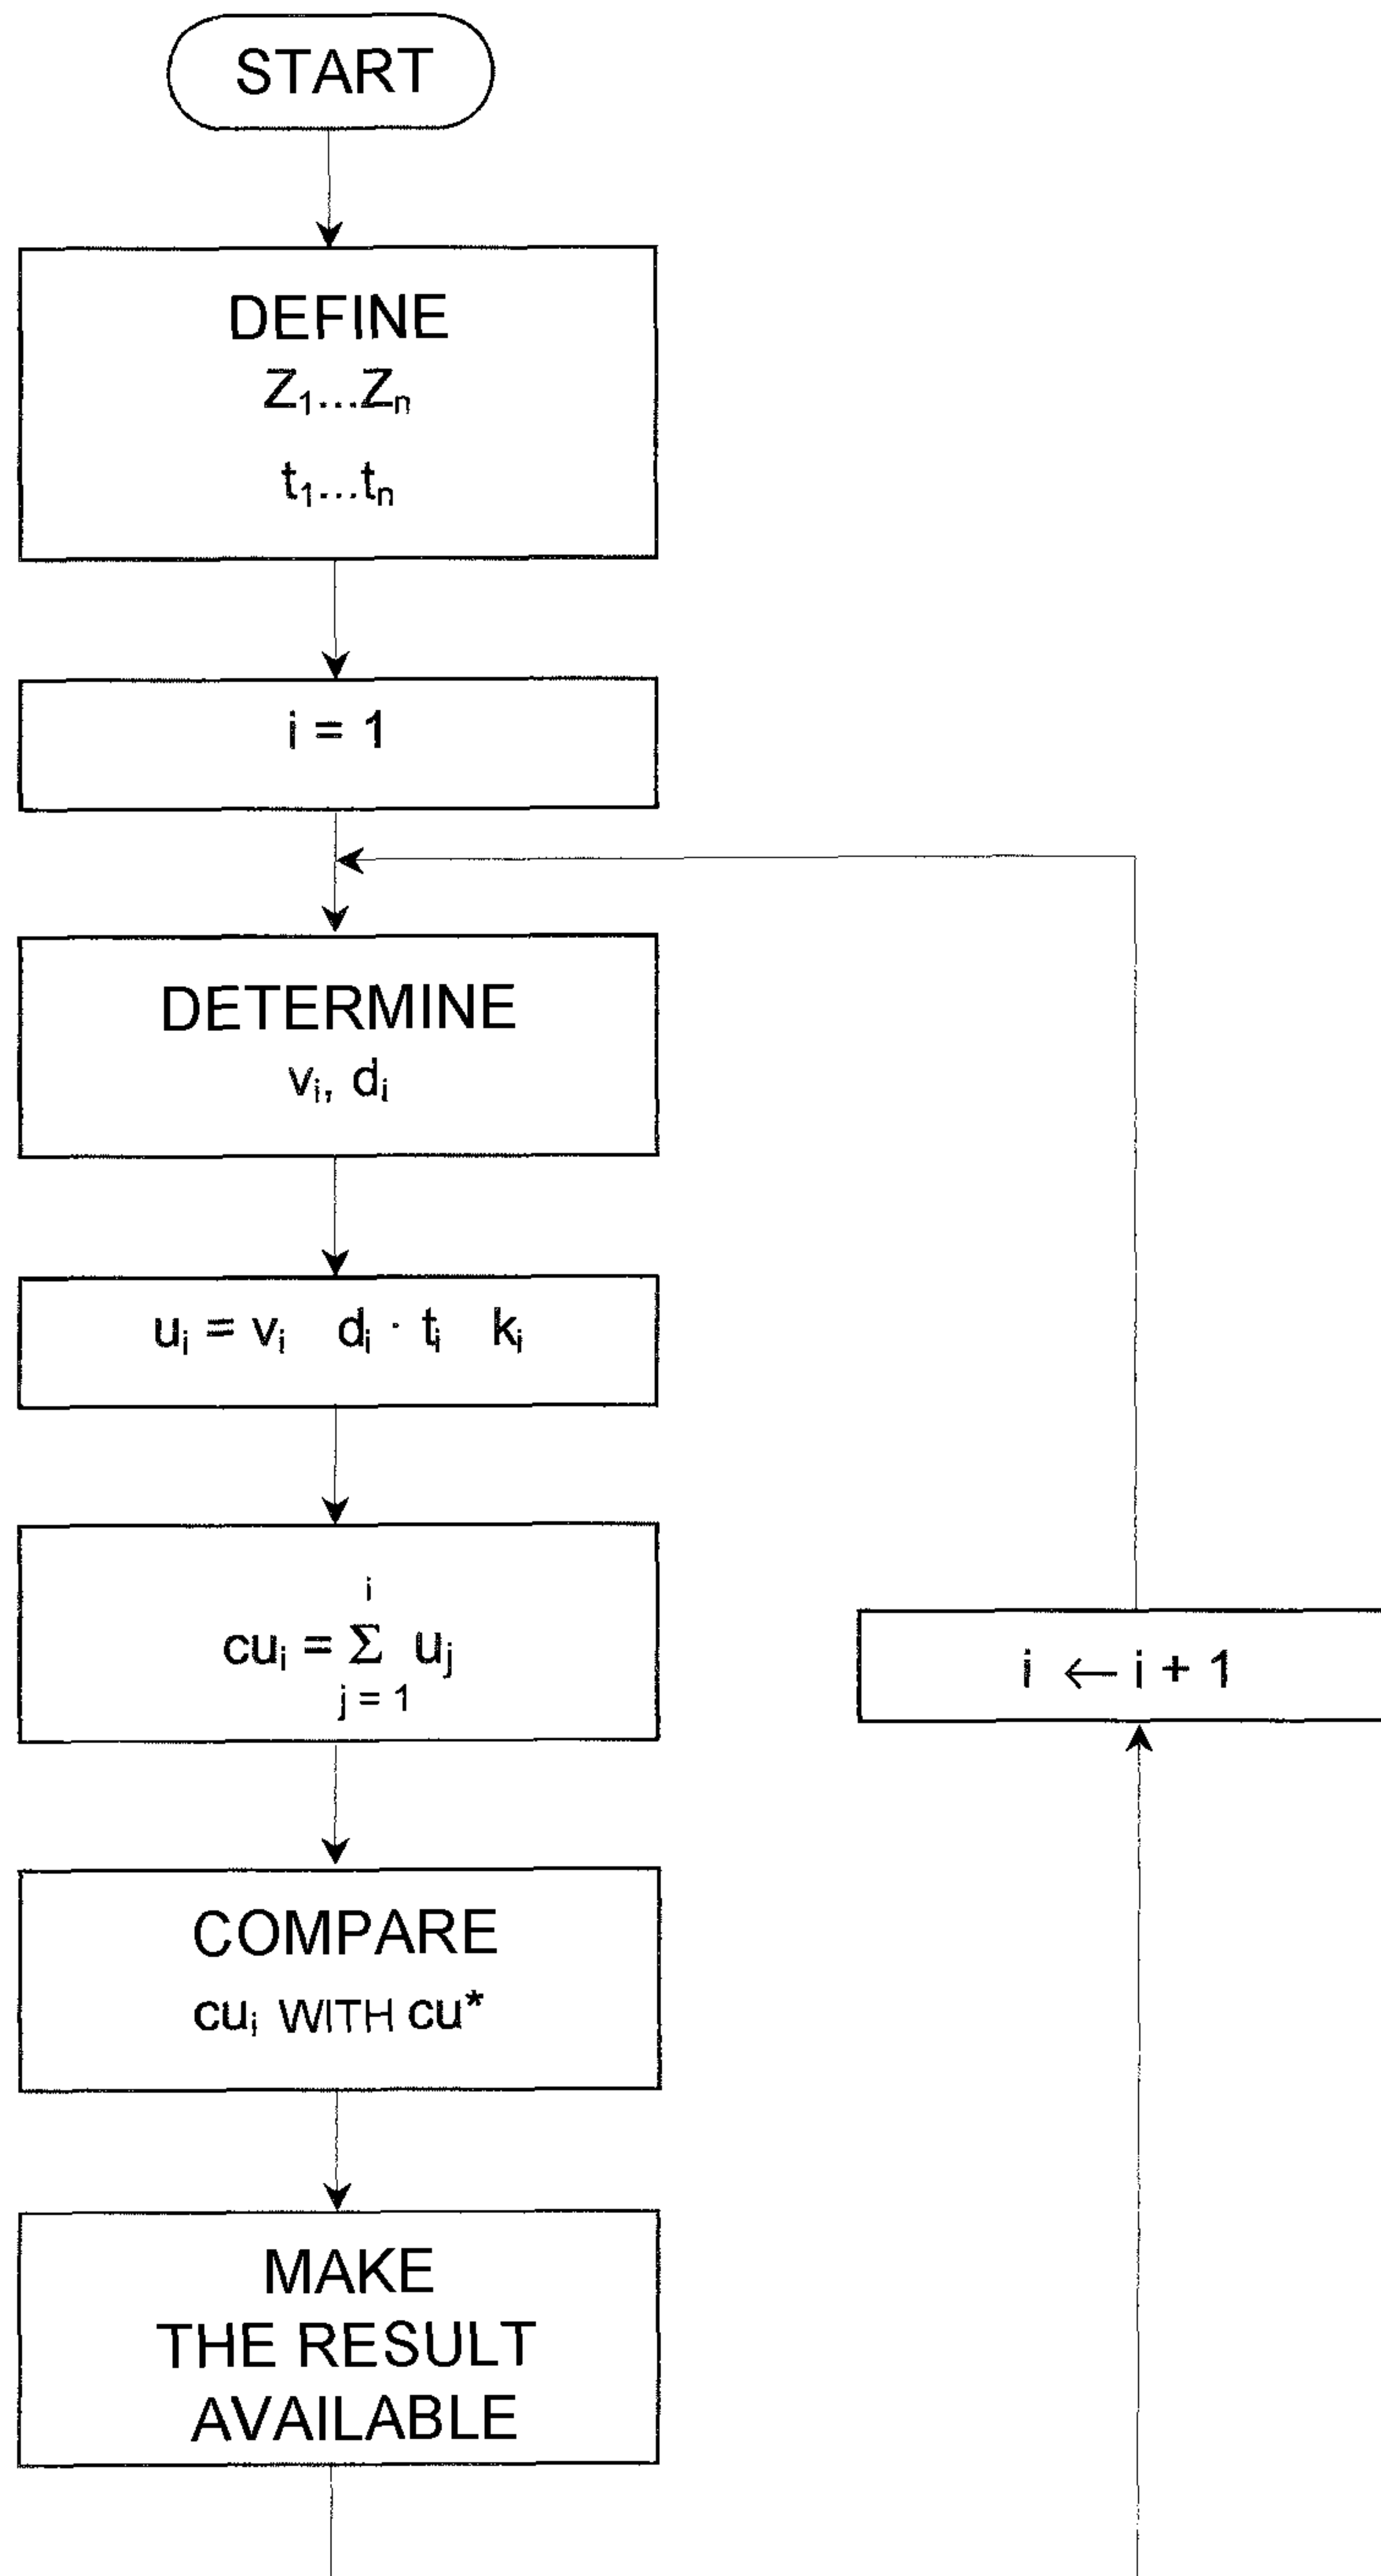 START
DEFINE
Z₁...Zₙ
t₁...tₙ
i = 1
DETERMINE
vᵢ, dᵢ
uᵢ = vᵢ dᵢ · tᵢ kᵢ
i
cuᵢ = Σ uⱼ
j = 1
i ← i + 1
COMPARE
cuᵢ WITH cu*
MAKE
THE RESULT
AVAILABLE